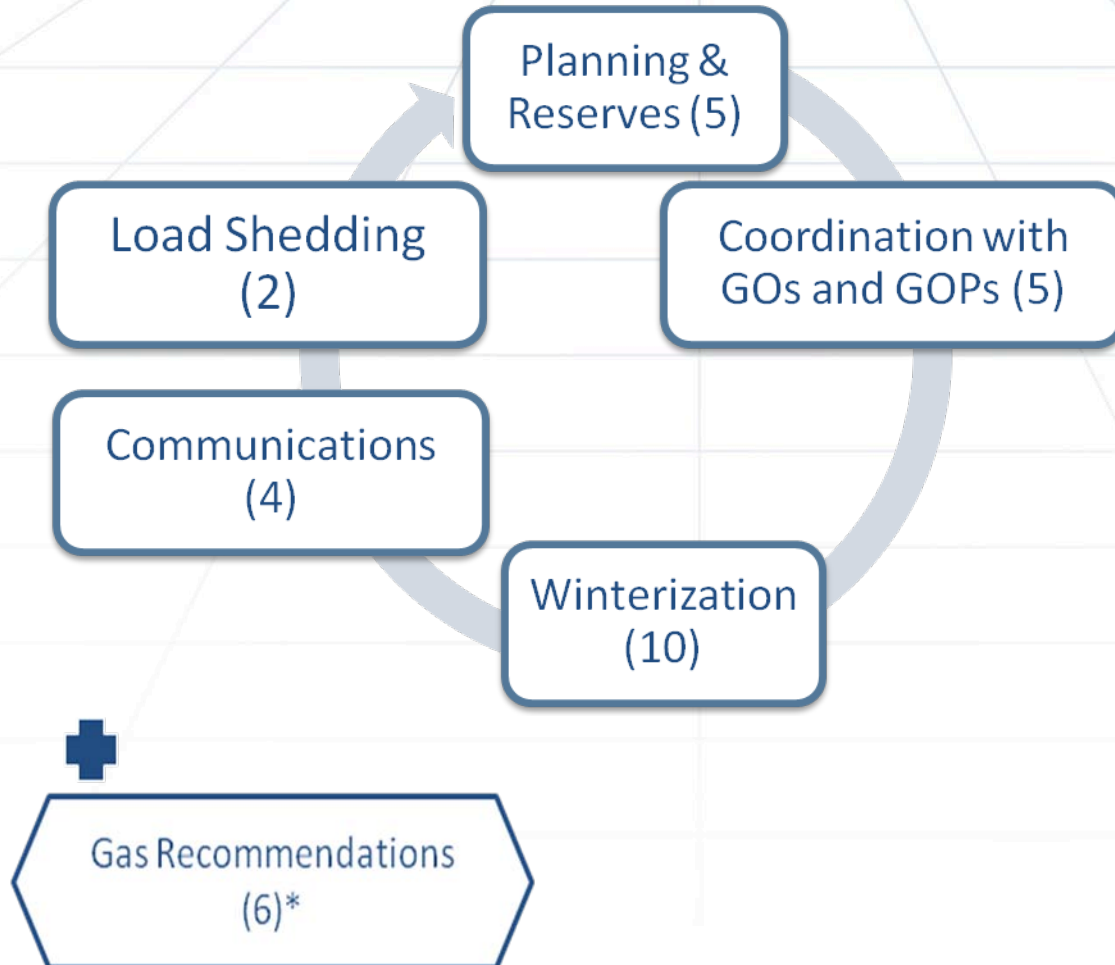 Planning &
Reserves (5)
Coordination with
GOs and GOPs (5)
Winterization
(10)
Communications
(4)
Load Shedding
(2)
Gas Recommendations
(6)*